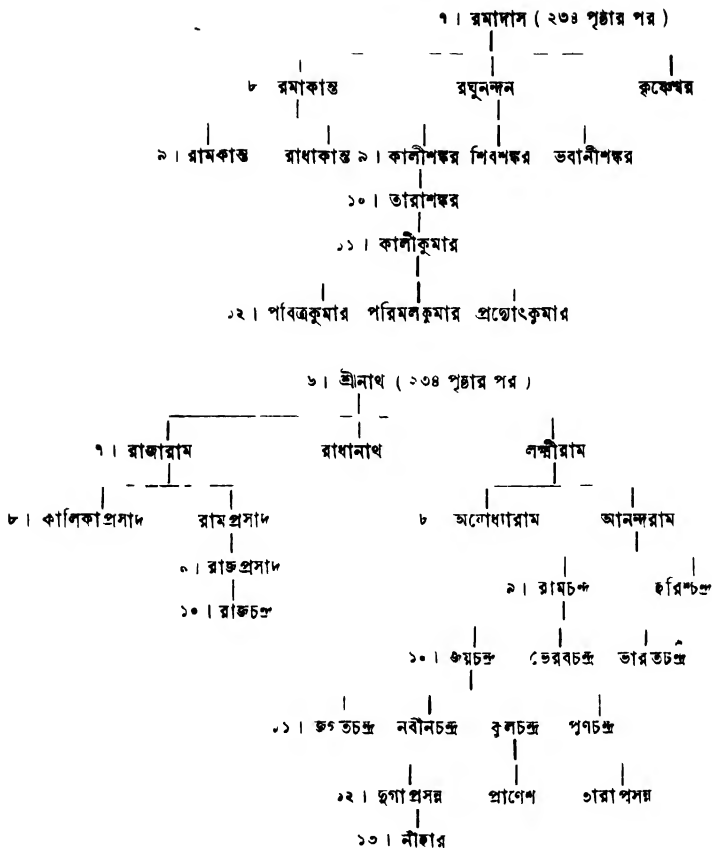 ৭। রমাদাস ( ২৩৪ পৃষ্ঠার পর )
৮ রমাকান্ত রঘুনন্দন কৃষ্ণেশ্বর
৯। রামকান্ত রাধাকান্ত ৯। কালীশঙ্কর শিবশঙ্কর ভবানীশঙ্কর
১০। তারাশঙ্কর
১১। কালীকুমার
১২। পবিত্রকুমার পরিমলকুমার প্রদ্যোৎকুমার
৬। শ্রীনাথ ( ২৩৪ পৃষ্ঠার পর )
৭। রাজারাম রাধানাথ লক্ষ্মীরাম
৮। কালিকাপ্রসাদ রামপ্রসাদ ৮ অযোধ্যারাম আনন্দরাম
৯। রাজপ্রসাদ
৯। রামচন্দ্র হরিশ্চন্দ্র
১০। রাজচন্দ্র
১০। জয়চন্দ্র ভৈরবচন্দ্র ভারতচন্দ্র
১১। জগতচন্দ্র নবীনচন্দ্র কুলচন্দ্র পূর্ণচন্দ্র
১২। দুর্গাপ্রসন্ন প্রাণেশ তারাপ্রসন্ন
১৩। নীহার